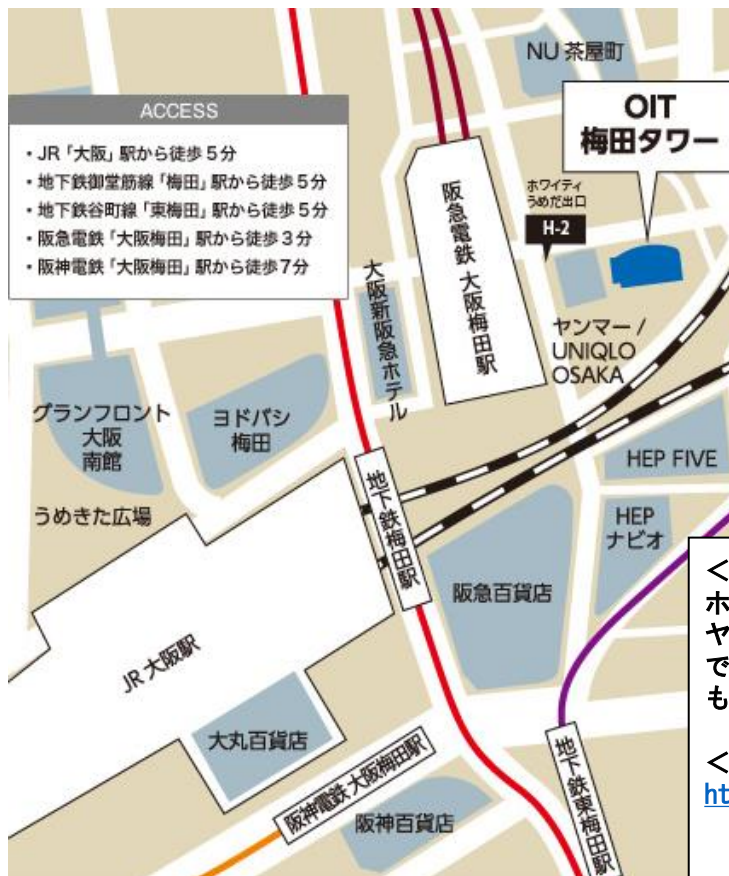 NU 茶屋町
OIT
梅田タワー
ACCESS
・JR「大阪」駅から徒歩5分
・地下鉄御堂筋線「梅田」駅から徒歩5分
・地下鉄谷町線「東梅田」駅から徒歩5分
・阪急電鉄「大阪梅田」駅から徒歩3分
・阪神電鉄「大阪梅田」駅から徒歩7分
ホワイティ
うめだ出口
H-2
阪急電鉄 大阪梅田駅
大阪新阪急ホテル
ヤンマー/
UNIQLO
OSAKA
グランフロント
大阪
南館
ヨドバシ
梅田
うめきた広場
地下鉄梅田駅
HEP FIVE
HEP
ナビオ
阪急百貨店
JR 大阪駅
大丸百貨店
阪神電鉄 大阪梅田駅
阪神百貨店
地下鉄東梅田駅
<
ホ
ヤ
で
も
<
ht